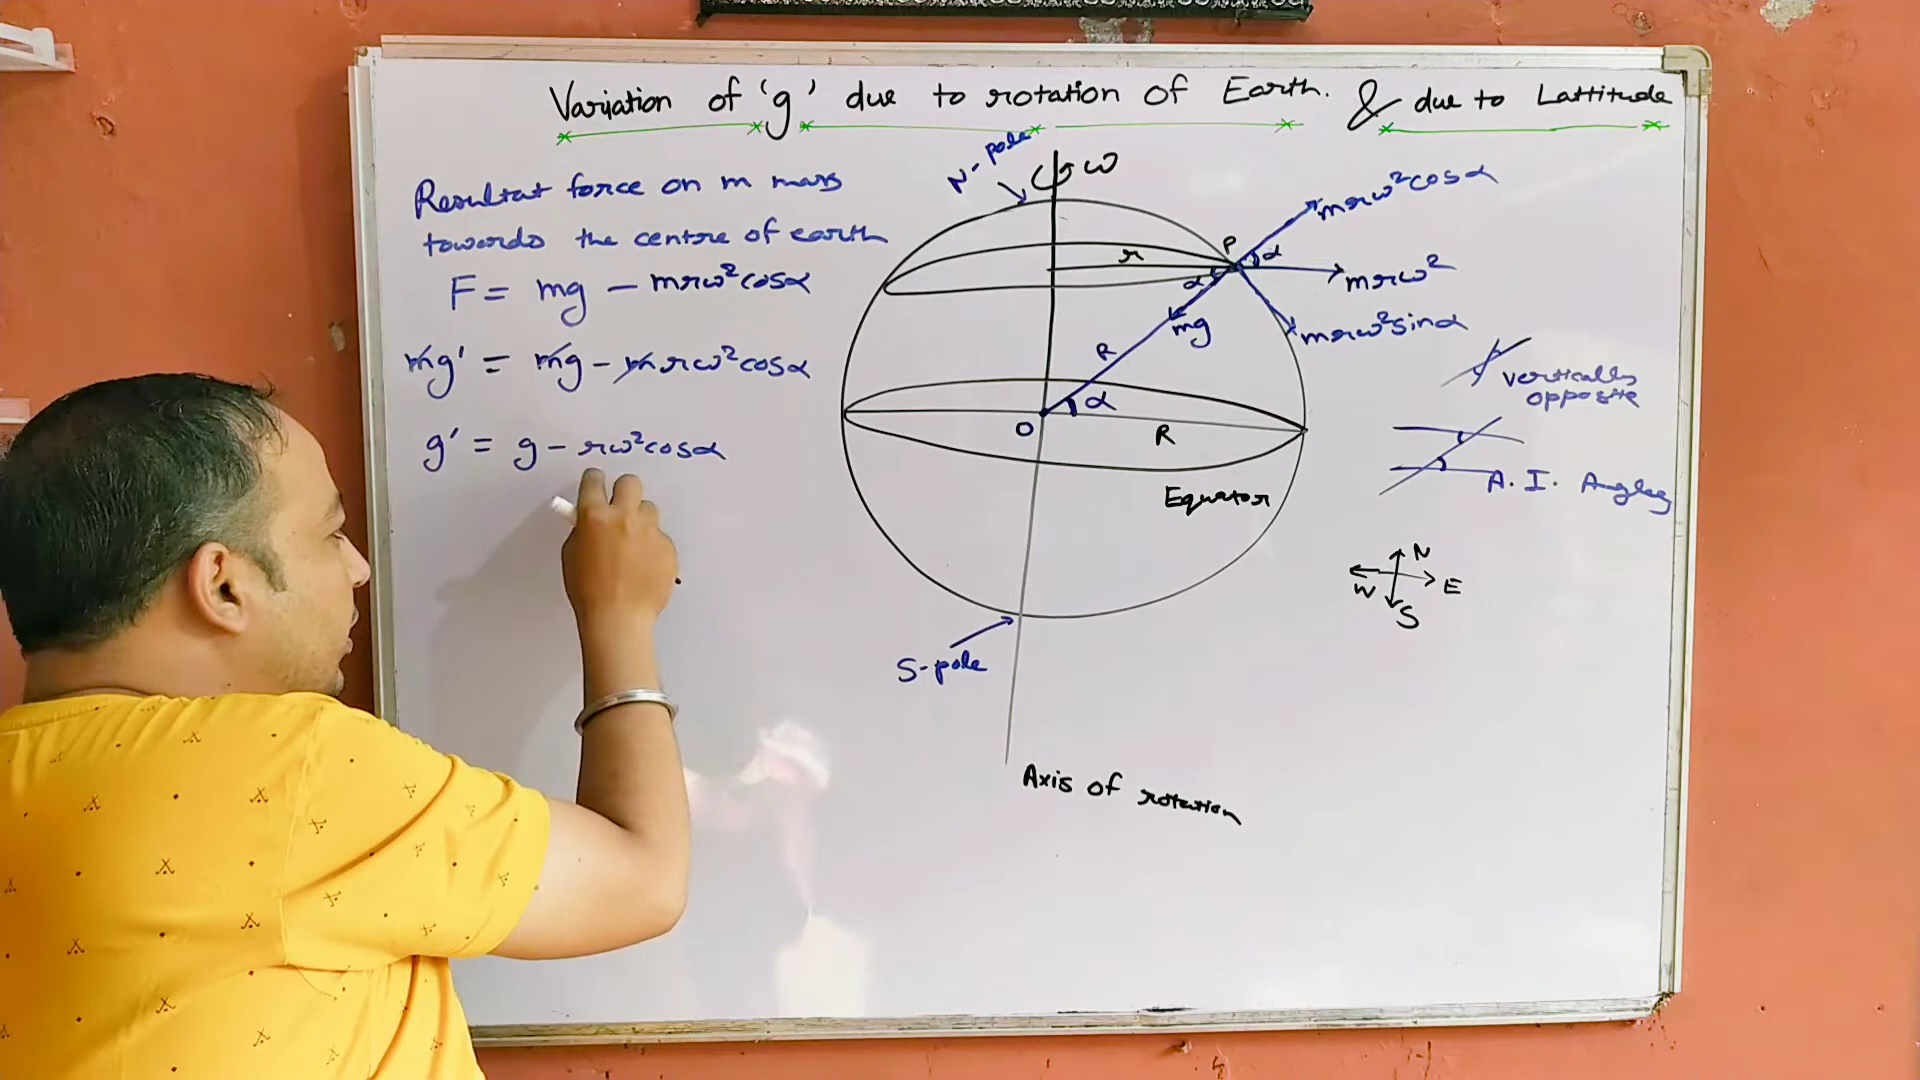 Variation of 'g' due to rotation of Earth. & due to Lattitude
Resultat force on m mass
towards the centre of earth
F = mg - mrω²cosα
mg' = mg - mrω²cosα
g' = g - rω²cosα
N-pole
ω
mrω²cosα
P
α
r
α
mrω²
mg
mrω²sinα
R
α
O
R
Equator
S-pole
Axis of rotation
vertically
opposite
A. I. Angles
N
W E
S